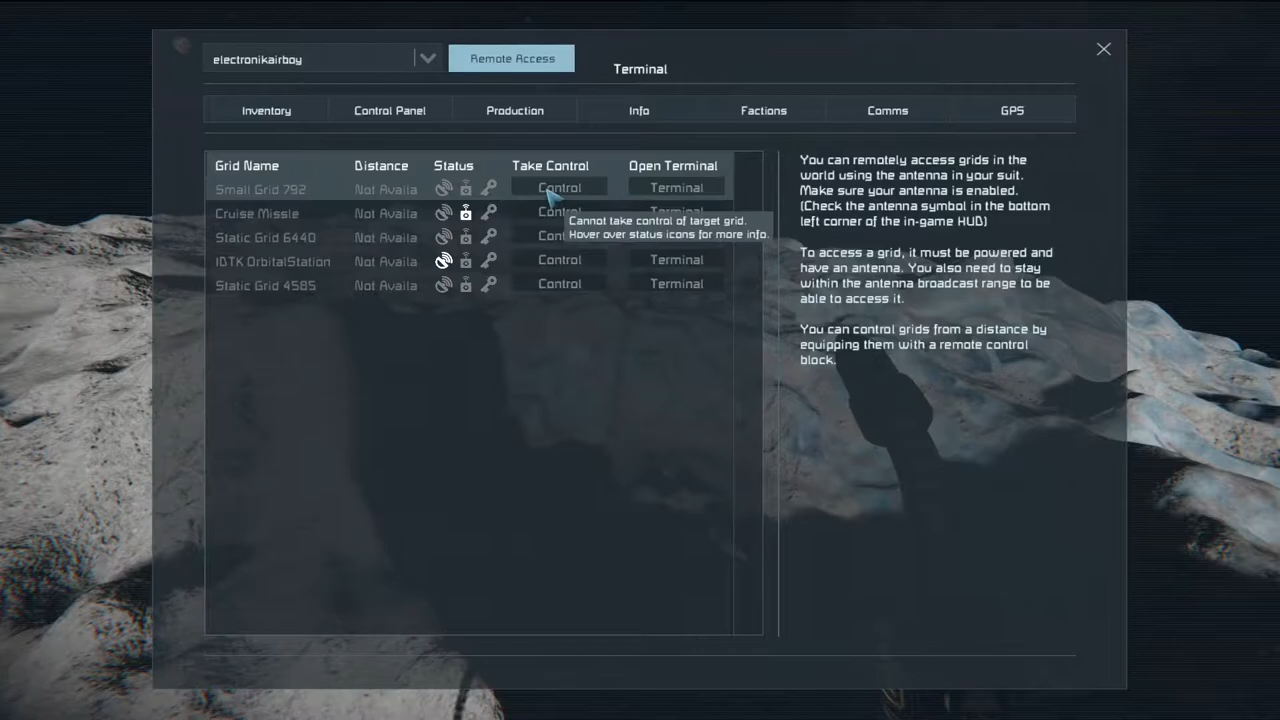 electronikairboy
Remote Access
Terminal
Inventory
Control Panel
Production
Info
Factions
Comms
GPS
Grid Name Distance Status Take Control Open Terminal
Small Grid 792 Not Availa Control Terminal
Cruise Missle Not Availa
Static Grid 6440 Not Availa
IDTK OrbitalStation Not Availa Control Terminal
Static Grid 4585 Not Availa Control Terminal
Cannot take control of target grid.
Hover over status icons for more info.
You can remotely access grids in the
world using the antenna in your suit.
Make sure your antenna is enabled.
(Check the antenna symbol in the bottom
left corner of the in-game HUD)
To access a grid, it must be powered and
have an antenna. You also need to stay
within the antenna broadcast range to be
able to access it.
You can control grids from a distance by
equipping them with a remote control
block.